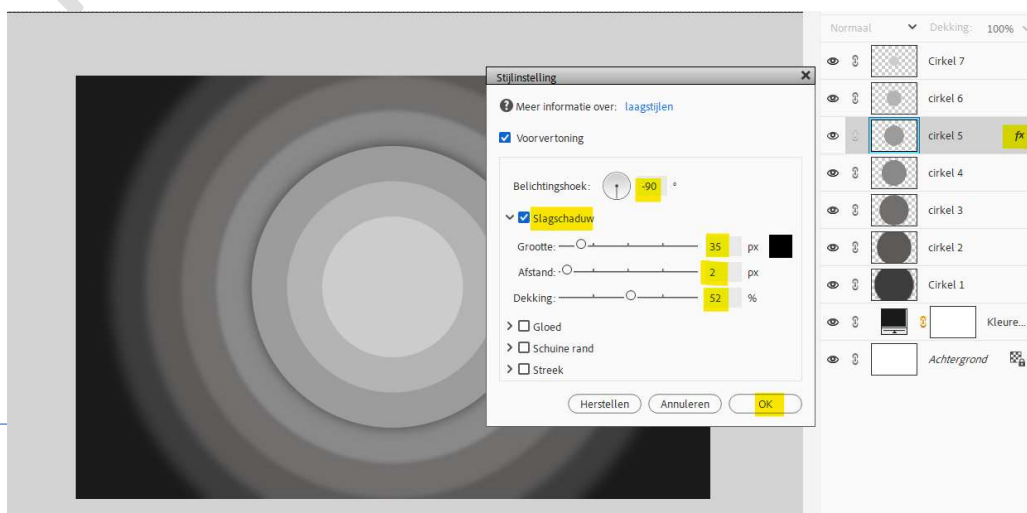 Normaal Dekking: 100%
Cirkel 7
cirkel 6
cirkel 5 fx
cirkel 4
cirkel 3
cirkel 2
Cirkel 1
Kleure...
Achtergrond
Stijlinstelling
Meer informatie over: laagstijlen
Voorvertoning
Belichtingshoek: -90 °
Slagschaduw
Grootte: 35 px
Afstand: 2 px
Dekking: 52 %
Gloed
Schuine rand
Streek
Herstellen Annuleren OK